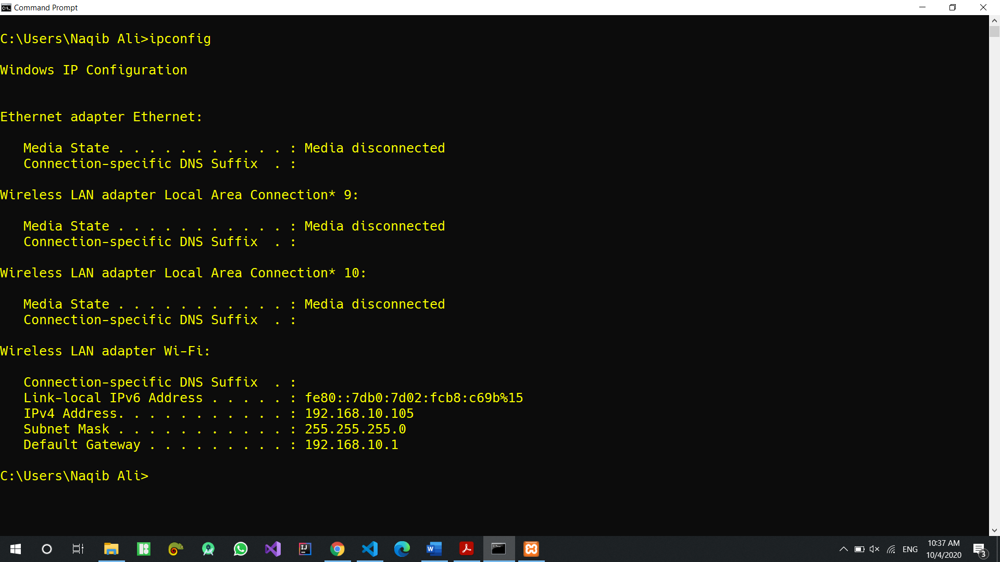 Command Prompt
C:\Users\Naqib Ali>ipconfig
Windows IP Configuration
Ethernet adapter Ethernet:
   Media State . . . . . . . . . . . : Media disconnected
   Connection-specific DNS Suffix  . :
Wireless LAN adapter Local Area Connection* 9:
   Media State . . . . . . . . . . . : Media disconnected
   Connection-specific DNS Suffix  . :
Wireless LAN adapter Local Area Connection* 10:
   Media State . . . . . . . . . . . : Media disconnected
   Connection-specific DNS Suffix  . :
Wireless LAN adapter Wi-Fi:
   Connection-specific DNS Suffix  . :
   Link-local IPv6 Address . . . . . : fe80::7db0:7d02:fcb8:c69b%15
   IPv4 Address. . . . . . . . . . . : 192.168.10.105
   Subnet Mask . . . . . . . . . . . : 255.255.255.0
   Default Gateway . . . . . . . . . : 192.168.10.1
C:\Users\Naqib Ali>
ENG
10:37 AM
10/4/2020
3